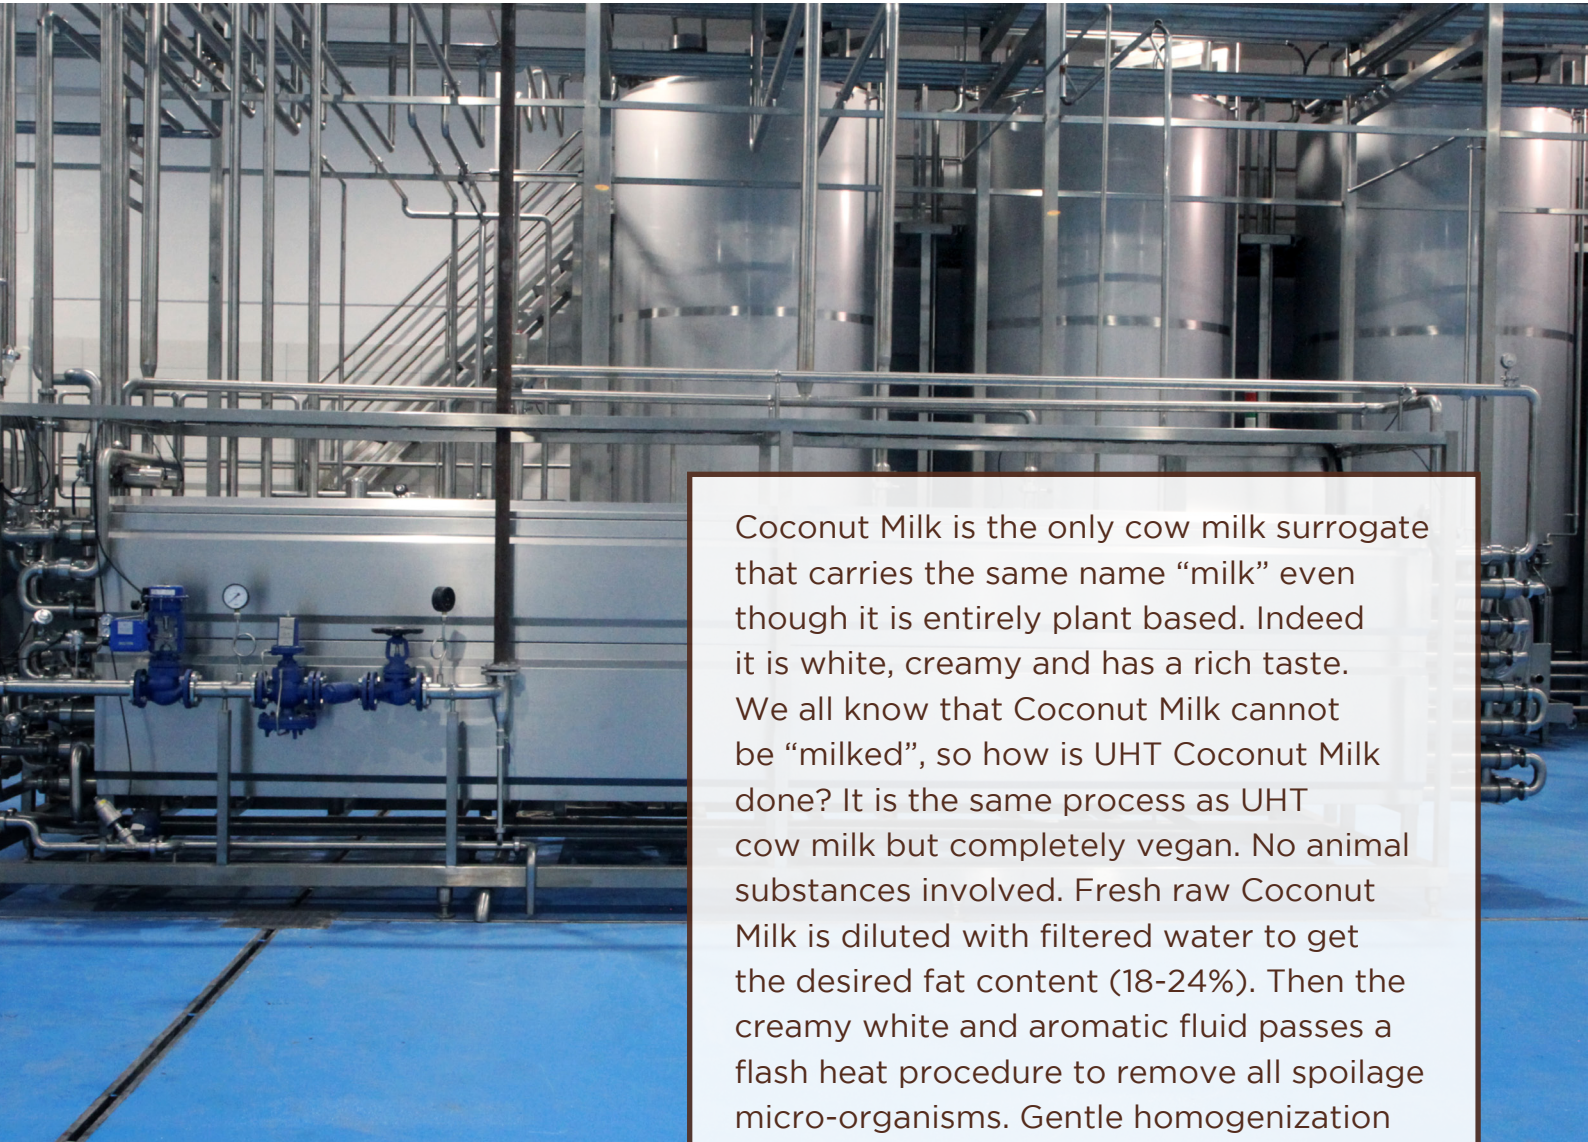 Coconut Milk is the only cow milk surrogate
that carries the same name “milk” even
though it is entirely plant based. Indeed
it is white, creamy and has a rich taste.
We all know that Coconut Milk cannot
be “milked”, so how is UHT Coconut Milk
done? It is the same process as UHT
cow milk but completely vegan. No animal
substances involved. Fresh raw Coconut
Milk is diluted with filtered water to get
the desired fat content (18-24%). Then the
creamy white and aromatic fluid passes a
flash heat procedure to remove all spoilage
micro-organisms. Gentle homogenization